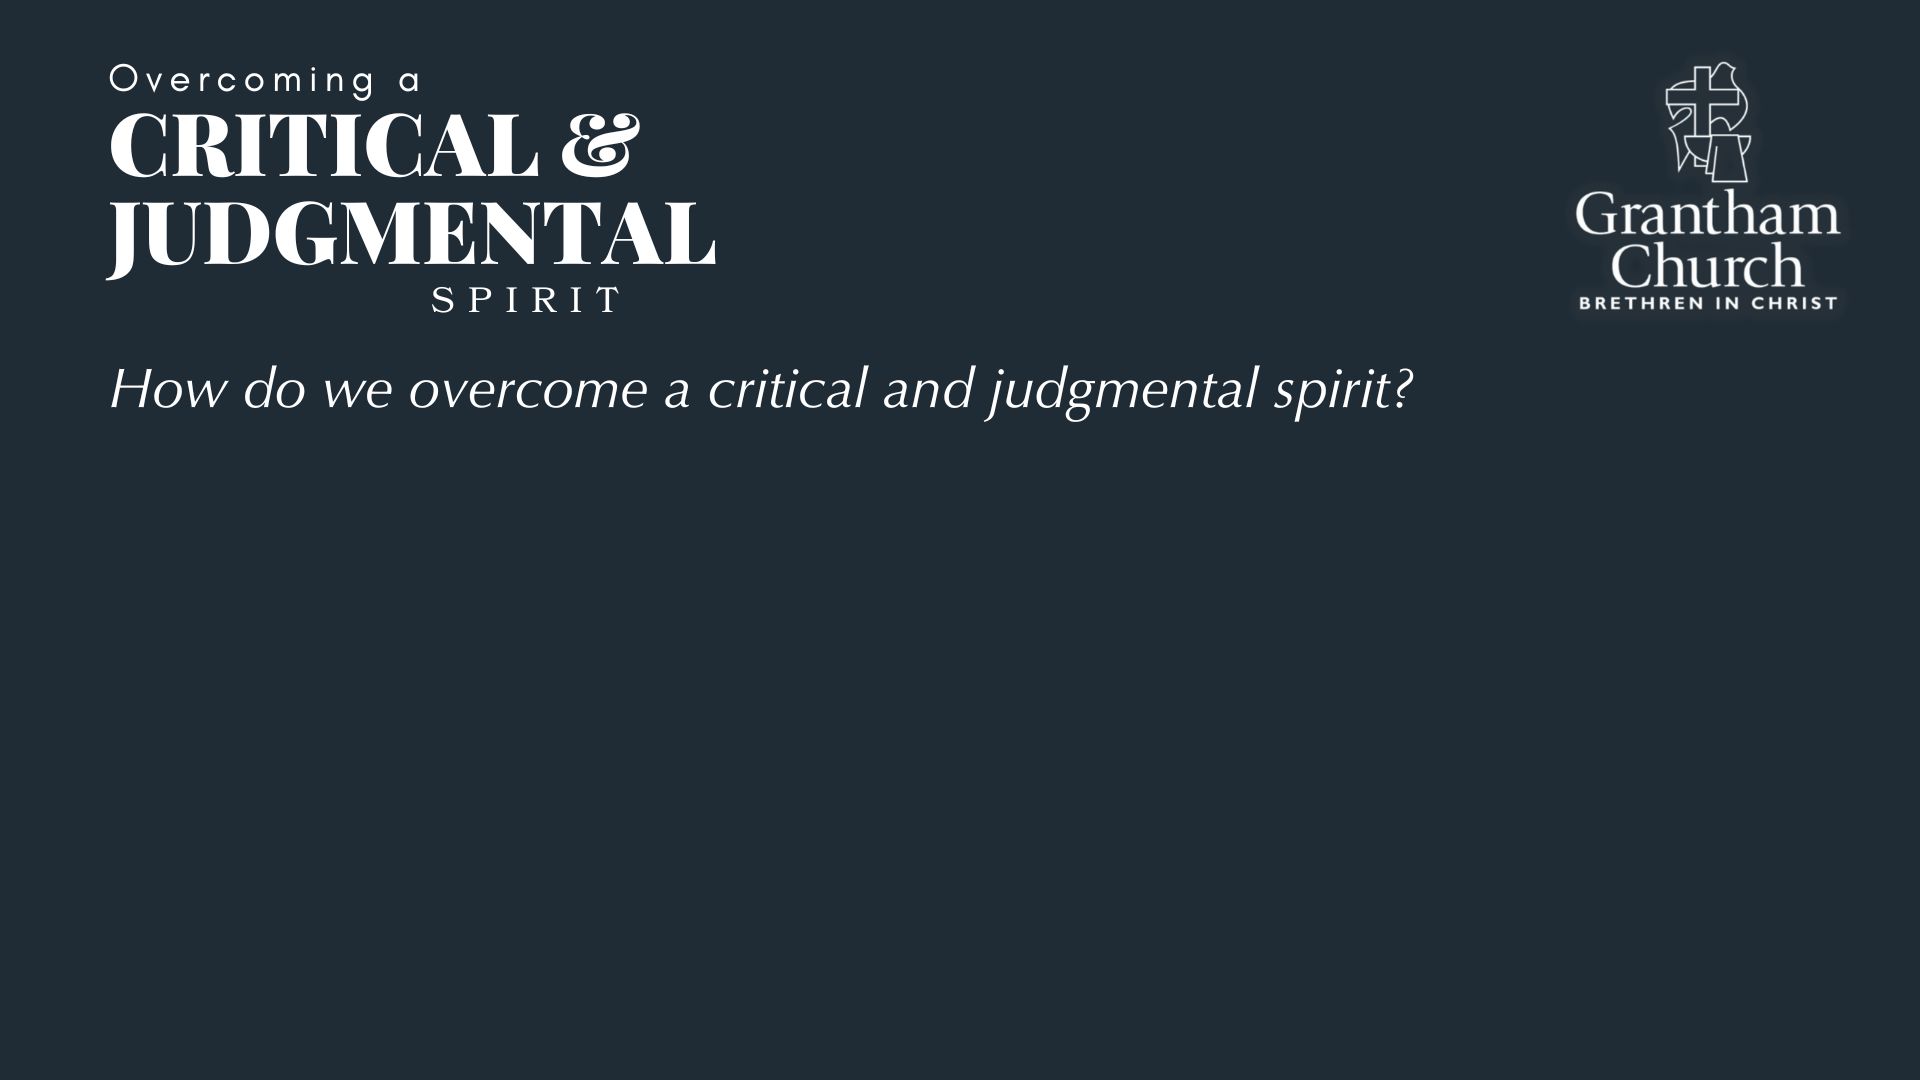 Overcoming a
CRITICAL &
JUDGMENTAL
SPIRIT
Grantham
Church
BRETHREN IN CHRIST
How do we overcome a critical and judgmental spirit?